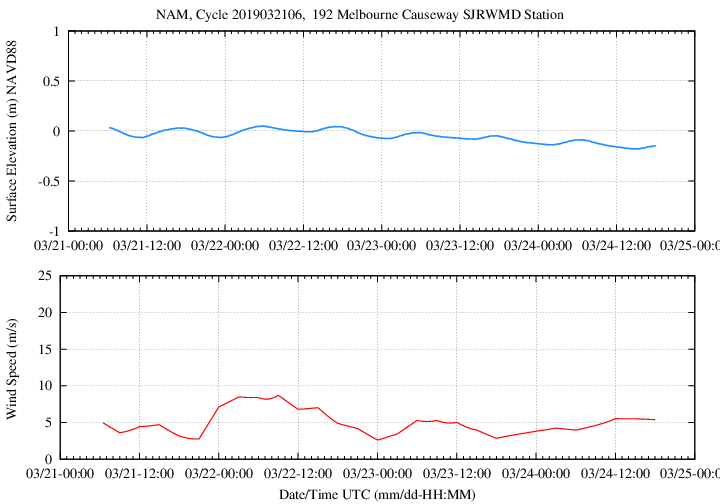 NAM, Cycle 2019032106,  192 Melbourne Causeway SJRWMD Station
Surface Elevation (m) NAVD88
1
0.5
0
-0.5
-1
03/21-00:00 03/21-12:00 03/22-00:00 03/22-12:00 03/23-00:00 03/23-12:00 03/24-00:00 03/24-12:00 03/25-00:0
Wind Speed (m/s)
25
20
15
10
5
0
03/21-00:00 03/21-12:00 03/22-00:00 03/22-12:00 03/23-00:00 03/23-12:00 03/24-00:00 03/24-12:00 03/25-00:0
Date/Time UTC (mm/dd-HH:MM)